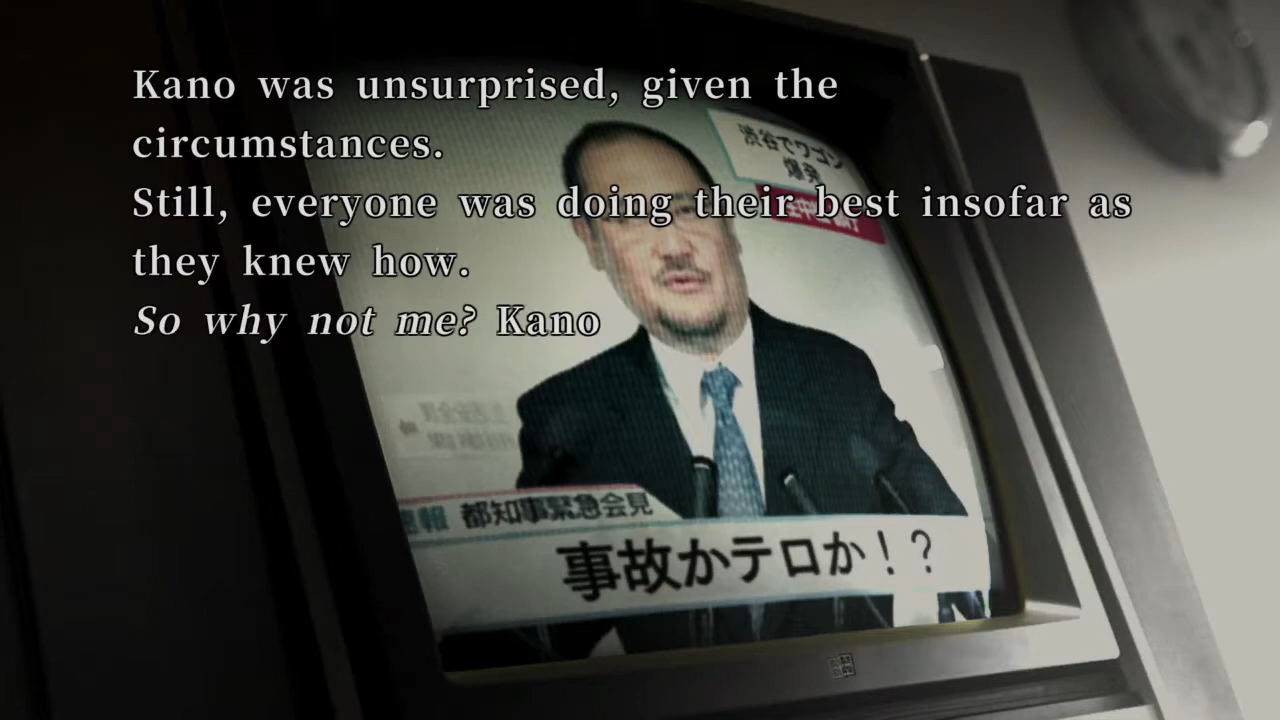 Kano was unsurprised, given the
circumstances.
Still, everyone was doing their best insofar as
they knew how.
So why not me? Kano
渋谷でワゴン
爆発
速報 都知事緊急会見
事故かテロか！？